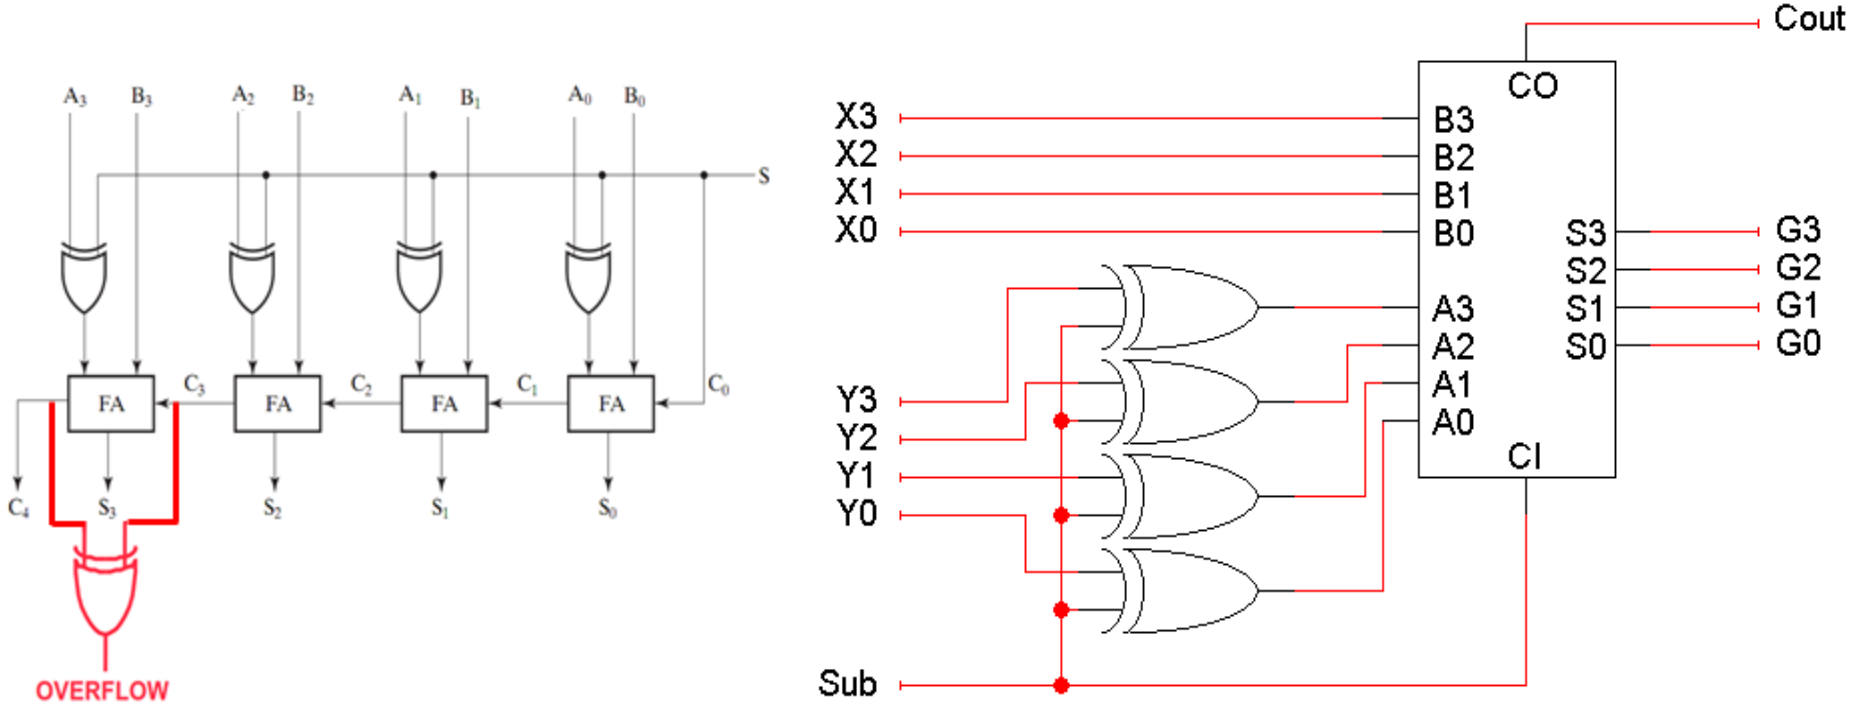 A₃ B₃ A₂ B₂ A₁ B₁ A₀ B₀
S
C₃ C₂ C₁ C₀
FA FA FA FA
C₄ S₃ S₂ S₁ S₀
OVERFLOW
Cout
CO
X3 B3
X2 B2
X1 B1
X0 B0 S3 G3
S2 G2
A3 S1 G1
A2 S0 G0
Y3 A1
Y2 A0
Y1 CI
Y0
Sub